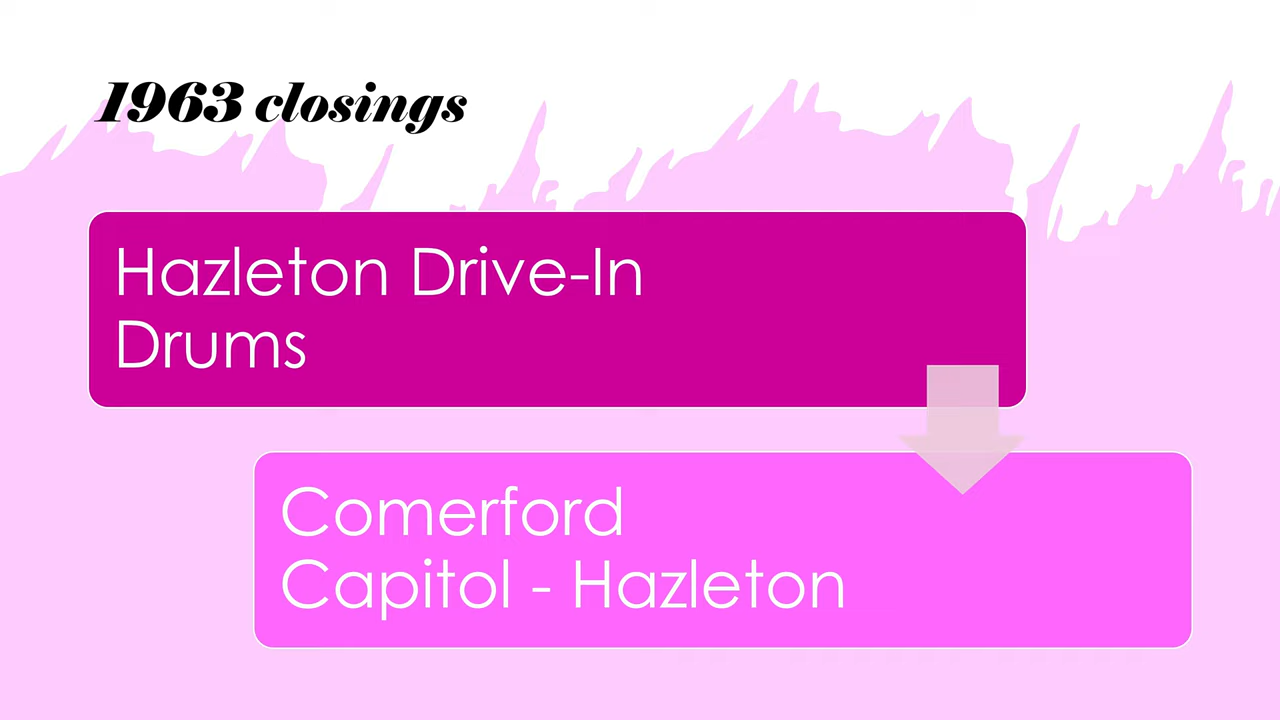 1963 closings
Hazleton Drive-In
Drums
Comerford
Capitol - Hazleton